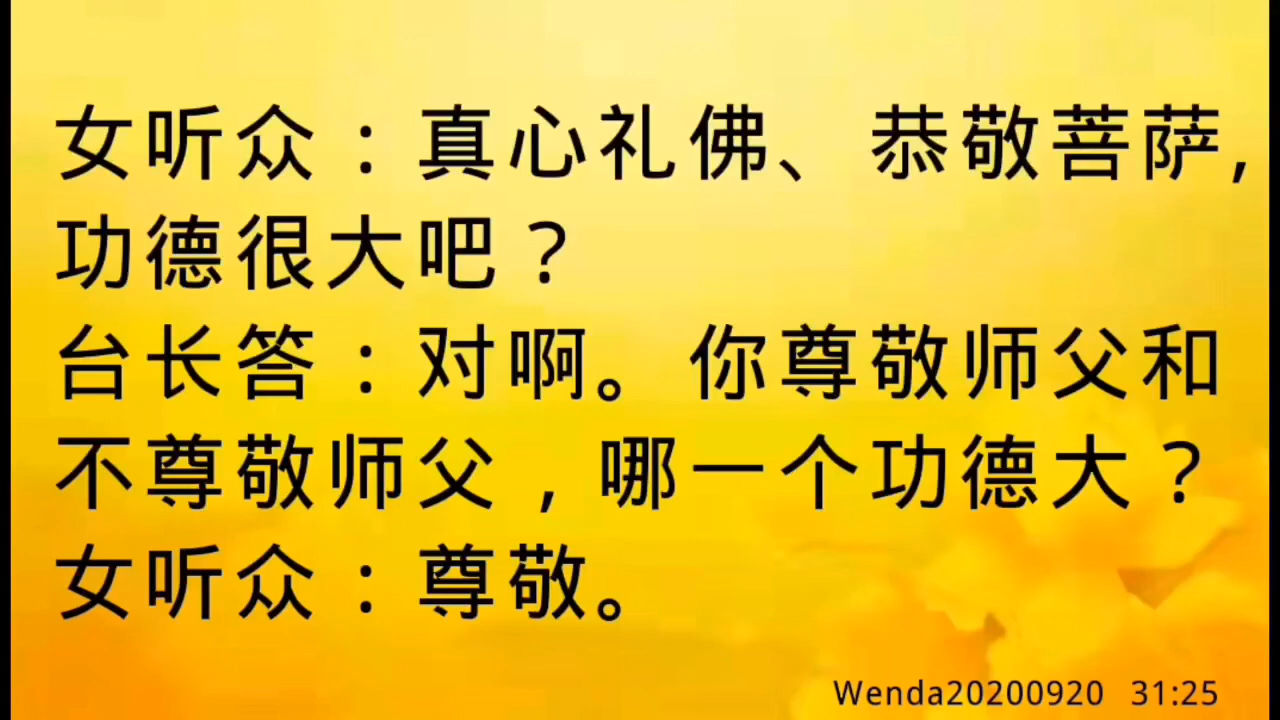 女听众：真心礼佛、恭敬菩萨，
功德很大吧？
台长答：对啊。你尊敬师父和
不尊敬师父，哪一个功德大？
女听众：尊敬。
Wenda20200920 31:25